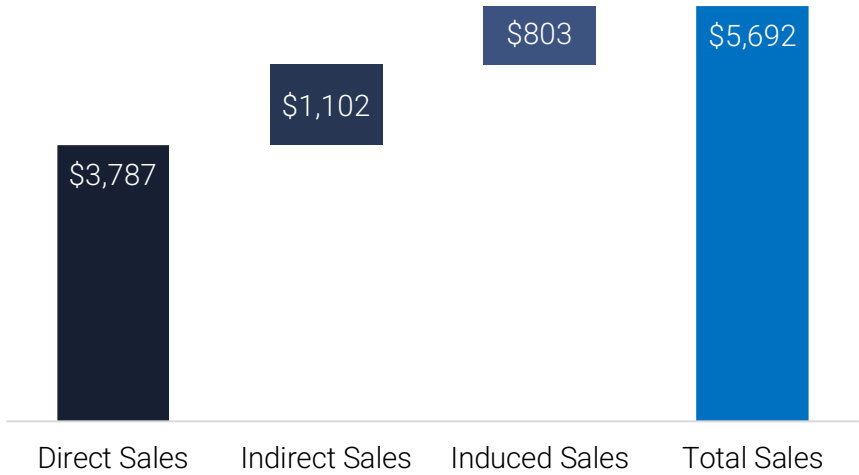 $803
$5,692
$1,102
$3,787
Direct Sales
Indirect Sales
Induced Sales
Total Sales